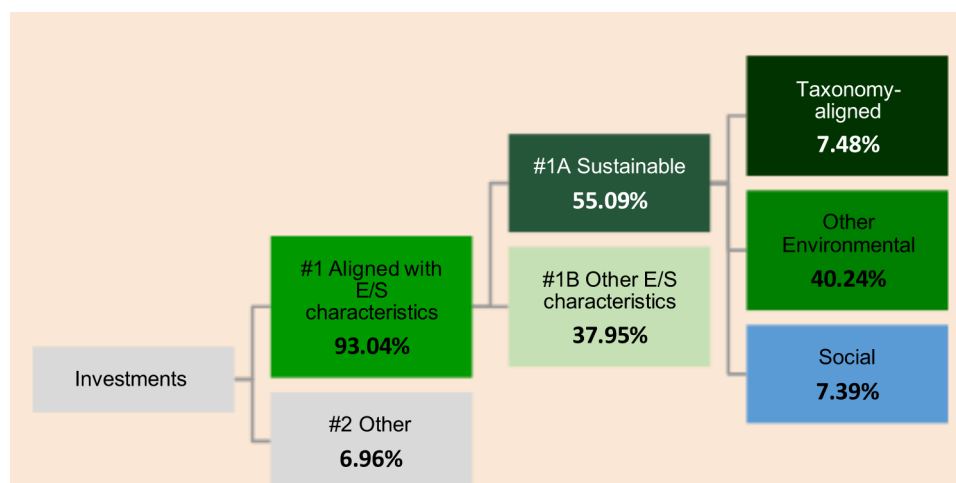 Investments
#1 Aligned with
E/S
characteristics
93.04%
#2 Other
6.96%
#1A Sustainable
55.09%
#1B Other E/S
characteristics
37.95%
Taxonomy-
aligned
7.48%
Other
Environmental
40.24%
Social
7.39%